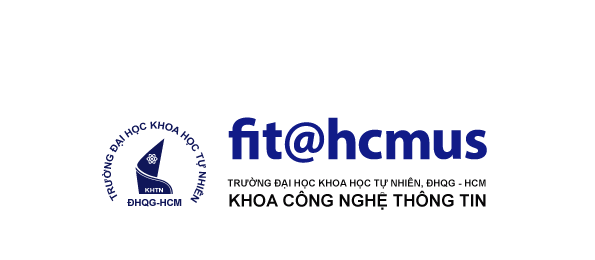 TRƯỜNG ĐẠI HỌC KHOA HỌC TỰ NHIÊN
KHTN
ĐHQG-HCM
fit@hcmus
TRƯỜNG ĐẠI HỌC KHOA HỌC TỰ NHIÊN, ĐHQG - HCM
KHOA CÔNG NGHỆ THÔNG TIN